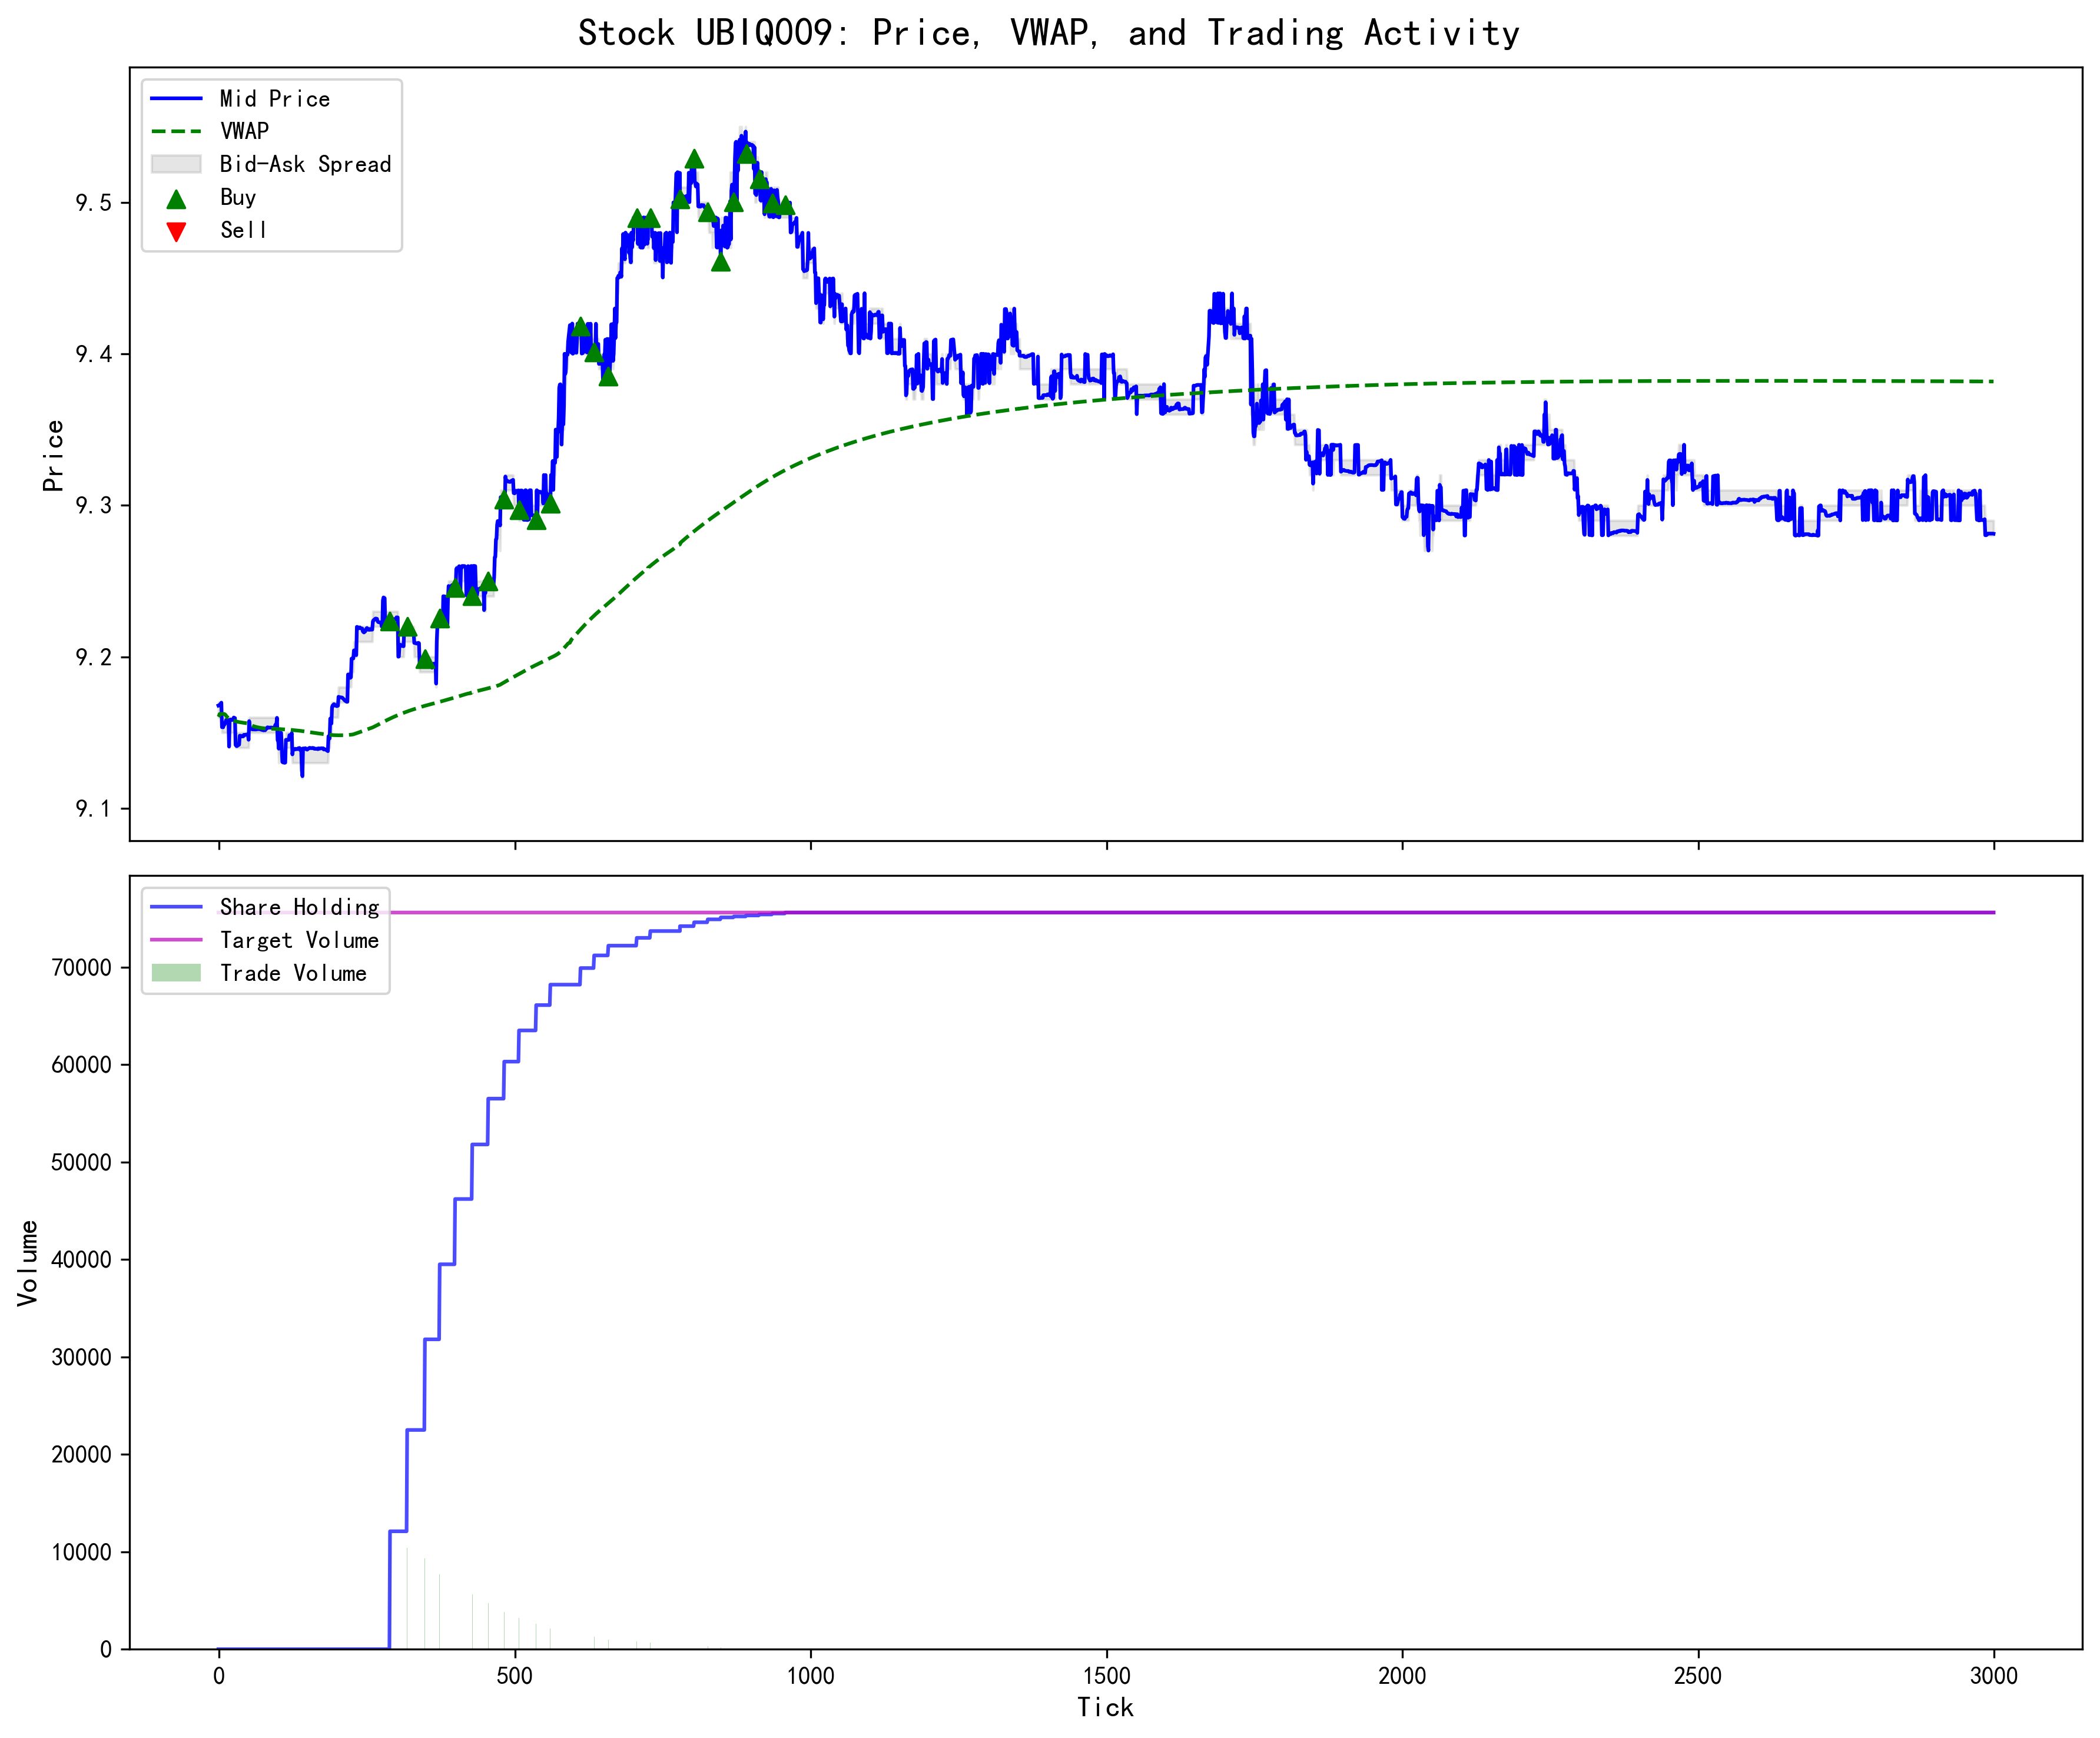 Stock UBIQ009: Price, VWAP, and Trading Activity
Mid Price
VWAP
Bid-Ask Spread
Buy
Sell
Price
9.5
9.4
9.3
9.2
9.1
Share Holding
Target Volume
Trade Volume
Volume
70000
60000
50000
40000
30000
20000
10000
0
0 500 1000 1500 2000 2500 3000
Tick